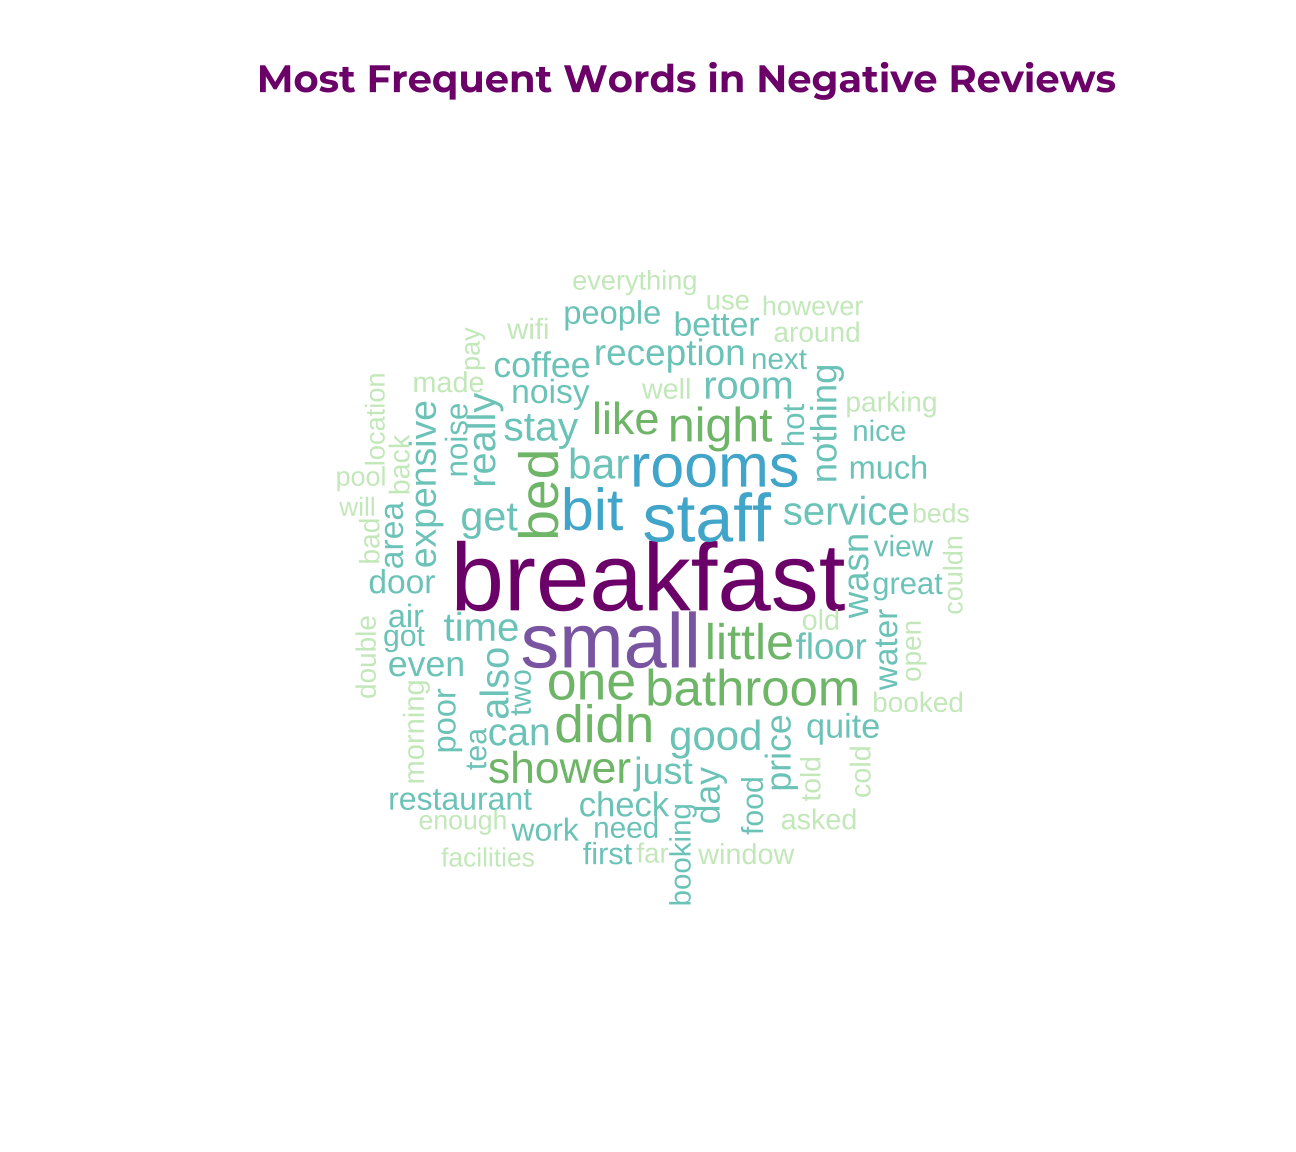 Most Frequent Words in Negative Reviews
everything
use
however
people
better
around
wifi
pay
reception
next
coffee
made
noisy
well
room
nothing
location
parking
like
night
hot
nice
noise
really
stay
expensive
back
pool
bar
rooms
much
bed
will
bit
staff
service
beds
get
area
bad
breakfast
wasn
view
couldn
door
great
air
got
time
small
little
old
floor
water
open
double
even
also
two
one
bathroom
booked
morning
poor
can
didn
good
price
quite
tea
shower
just
day
told
cold
restaurant
check
food
enough
work
need
booking
asked
facilities
first
far
window